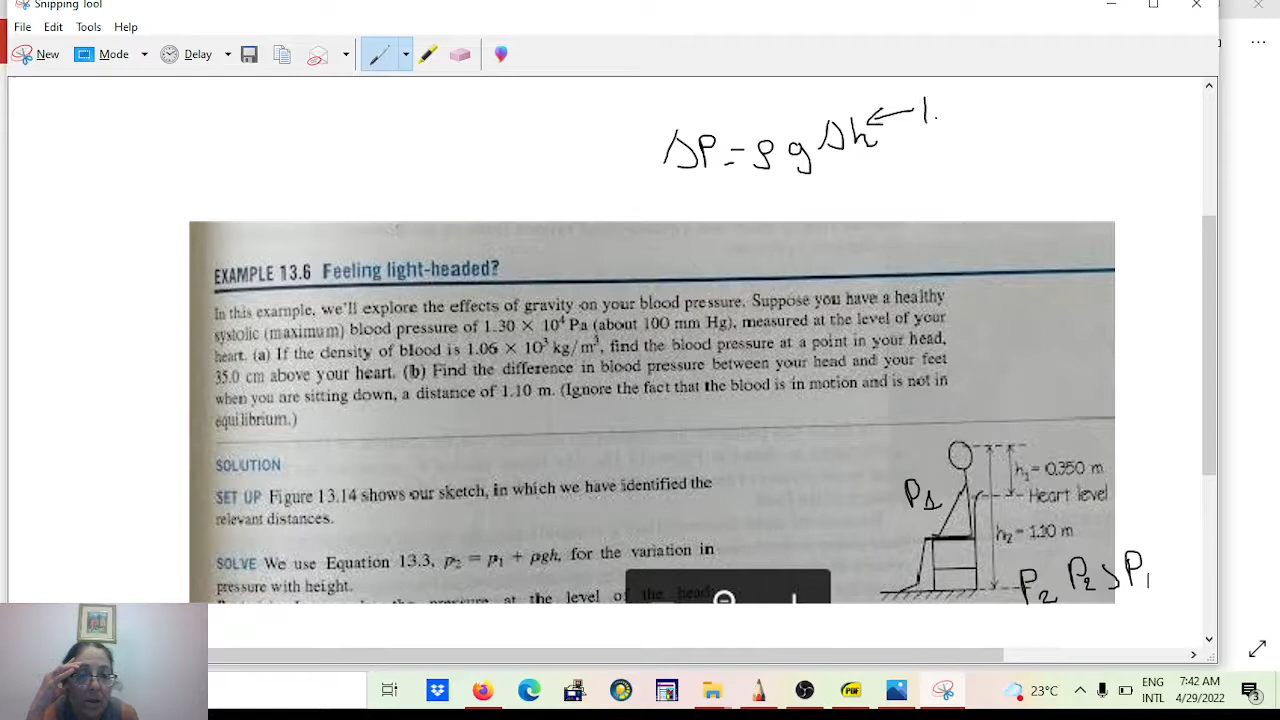 Snipping Tool
File Edit Tools Help
New Mode Delay
ΔP = ρ g Δh ← 1.
EXAMPLE 13.6 Feeling light-headed?
In this example, we'll explore the effects of gravity on your blood pressure. Suppose you have a healthy
systolic (maximum) blood pressure of 1.30 × 10⁴ Pa (about 100 mm Hg), measured at the level of your
heart. (a) If the density of blood is 1.06 × 10³ kg/m³, find the blood pressure at a point in your head,
35.0 cm above your heart. (b) Find the difference in blood pressure between your head and your feet
when you are sitting down, a distance of 1.10 m. (Ignore the fact that the blood is in motion and is not in
equilibrium.)
SOLUTION
SET UP Figure 13.14 shows our sketch, in which we have identified the
relevant distances.
SOLVE We use Equation 13.3, p₂ = p₁ + ρgh, for the variation in
pressure with height.
pressure at the level of the head:
h₁ = 0.350 m
P₁
Heart level
h₂ = 1.10 m
P₂ P₂ > P₁
23°C
ENG
INTL
7:42 AM
4/29/2022
3